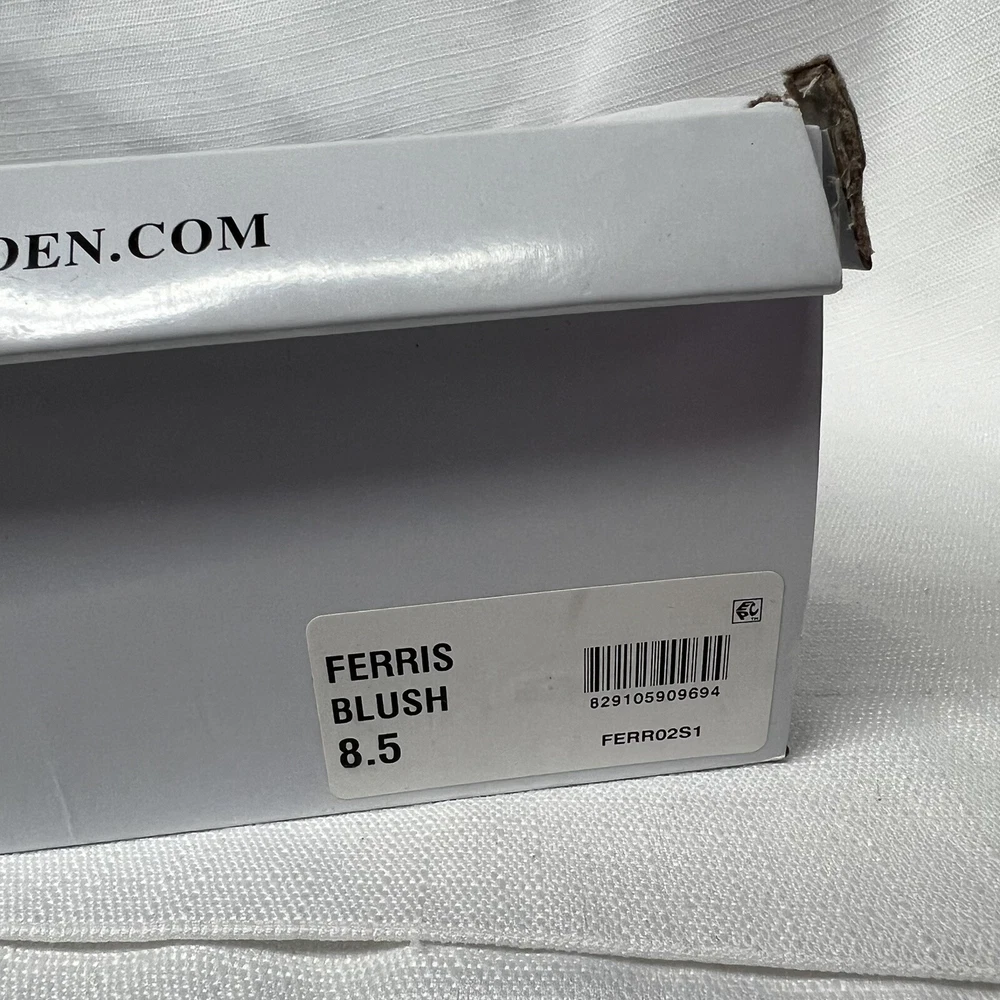 DEN.COM
FERRIS
BLUSH
8.5
829105909694
FERR02S1